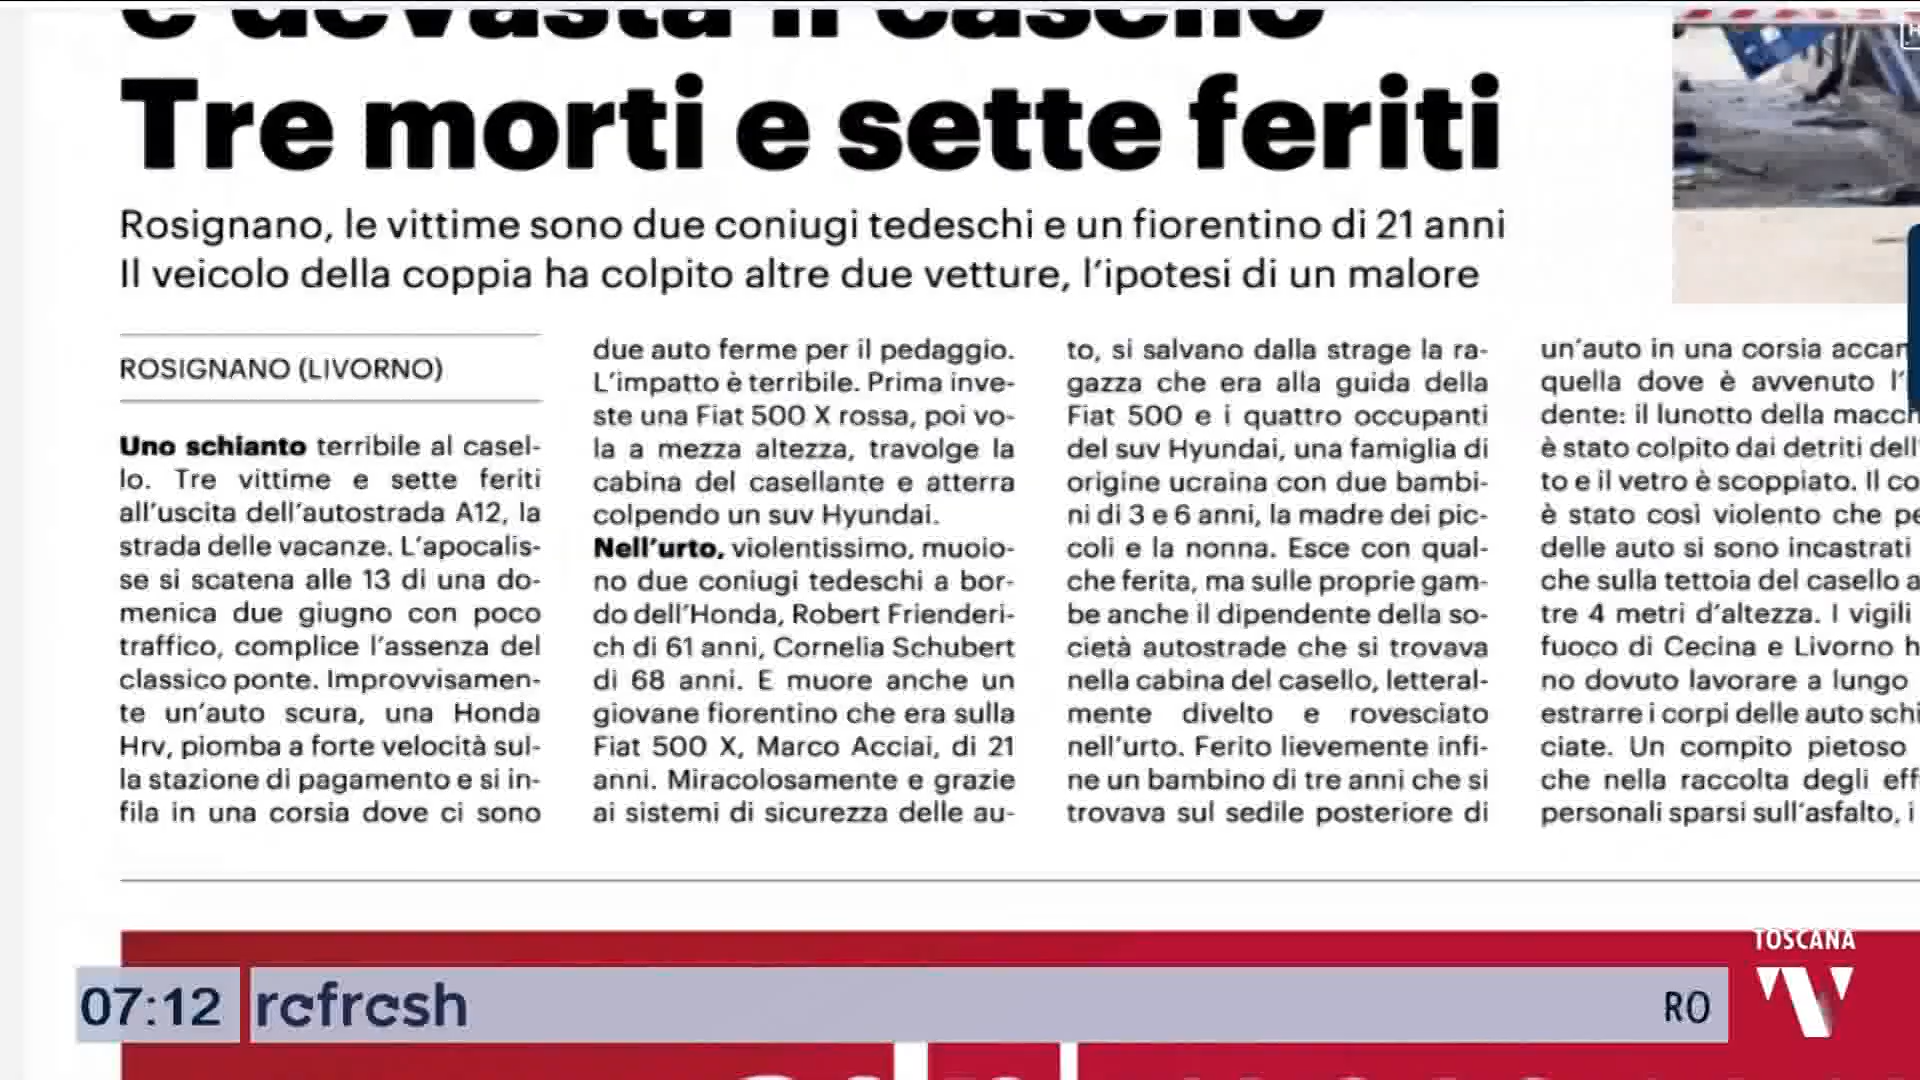 e devasta il casello
Tre morti e sette feriti
Rosignano, le vittime sono due coniugi tedeschi e un fiorentino di 21 anni
Il veicolo della coppia ha colpito altre due vetture, l'ipotesi di un malore
ROSIGNANO (LIVORNO)
Uno schianto terribile al casel-
lo. Tre vittime e sette feriti
all'uscita dell'autostrada A12, la
strada delle vacanze. L'apocalis-
se si scatena alle 13 di una do-
menica due giugno con poco
traffico, complice l'assenza del
classico ponte. Improvvisamen-
te un'auto scura, una Honda
Hrv, piomba a forte velocità sul-
la stazione di pagamento e si in-
fila in una corsia dove ci sono
due auto ferme per il pedaggio.
L'impatto è terribile. Prima inve-
ste una Fiat 500 X rossa, poi vo-
la a mezza altezza, travolge la
cabina del casellante e atterra
colpendo un suv Hyundai.
Nell'urto, violentissimo, muoio-
no due coniugi tedeschi a bor-
do dell'Honda, Robert Frienderi-
ch di 61 anni, Cornelia Schubert
di 68 anni. E muore anche un
giovane fiorentino che era sulla
Fiat 500 X, Marco Acciai, di 21
anni. Miracolosamente e grazie
ai sistemi di sicurezza delle au-
to, si salvano dalla strage la ra-
gazza che era alla guida della
Fiat 500 e i quattro occupanti
del suv Hyundai, una famiglia di
origine ucraina con due bambi-
ni di 3 e 6 anni, la madre dei pic-
coli e la nonna. Esce con qual-
che ferita, ma sulle proprie gam-
be anche il dipendente della so-
cietà autostrade che si trovava
nella cabina del casello, letteral-
mente divelto e rovesciato
nell'urto. Ferito lievemente infi-
ne un bambino di tre anni che si
trovava sul sedile posteriore di
un'auto in una corsia accan
quella dove è avvenuto l'
dente: il lunotto della macch
è stato colpito dai detriti dell'
to e il vetro è scoppiato. Il co
è stato così violento che pe
delle auto si sono incastrati
che sulla tettoia del casello a
tre 4 metri d'altezza. I vigili
fuoco di Cecina e Livorno h
no dovuto lavorare a lungo
estrarre i corpi delle auto schi
ciate. Un compito pietoso
che nella raccolta degli eff
personali sparsi sull'asfalto, i
07:12 refresh RO
TOSCANA